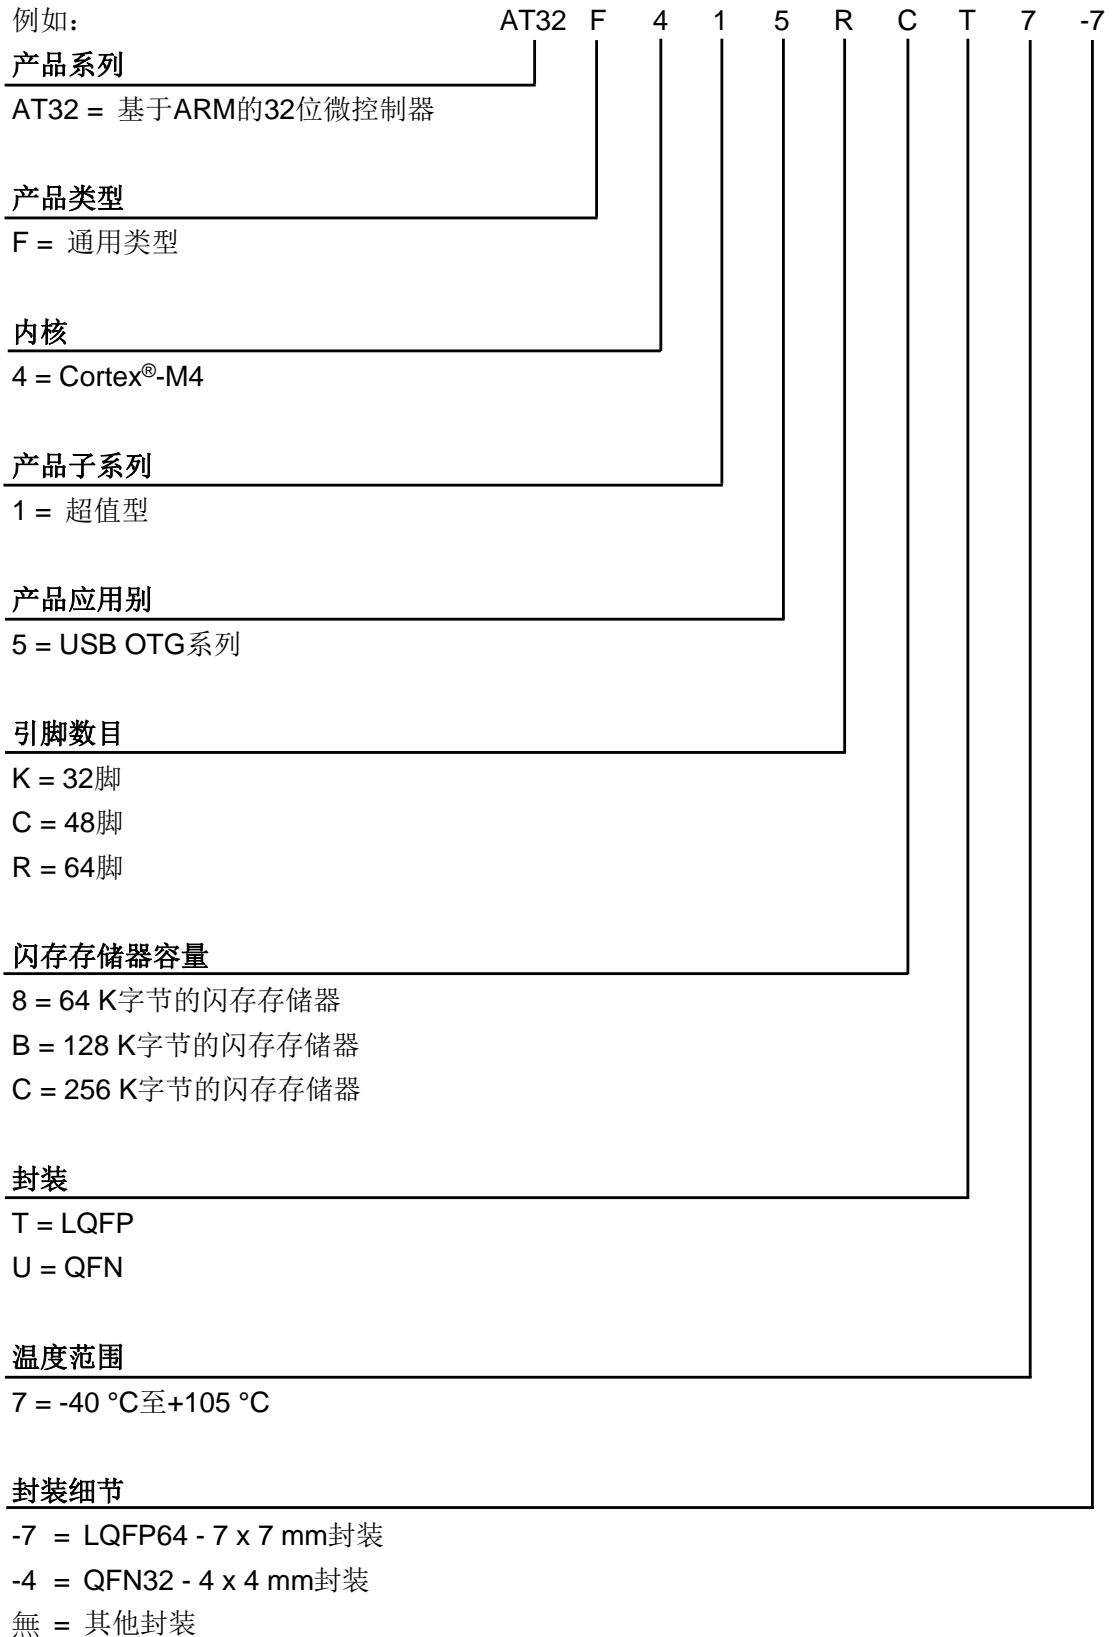 例如: AT32 F 4 1 5 R C T 7 -7
产品系列
AT32 = 基于ARM的32位微控制器
产品类型
F = 通用类型
内核
4 = Cortex®-M4
产品子系列
1 = 超值型
产品应用别
5 = USB OTG系列
引脚数目
K = 32脚
C = 48脚
R = 64脚
闪存存储器容量
8 = 64 K字节的闪存存储器
B = 128 K字节的闪存存储器
C = 256 K字节的闪存存储器
封装
T = LQFP
U = QFN
温度范围
7 = -40 °C至+105 °C
封装细节
-7 = LQFP64 - 7 x 7 mm封装
-4 = QFN32 - 4 x 4 mm封装
無 = 其他封装